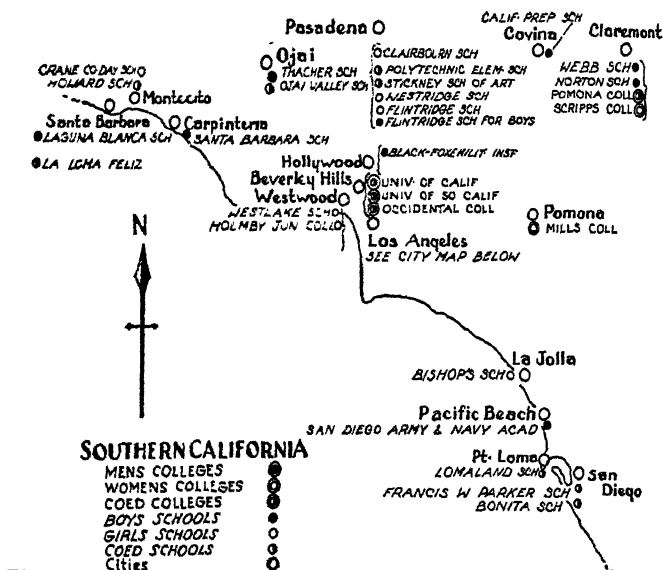 CALIF. PREP SCH
Pasadena
Covina
Claremont
Ojai
CLAIRBOURN SCH
CRANE CO. DAY SCH
THACHER SCH
POLYTECHNIC ELEM. SCH
WEBB SCH
HOWARD SCH
OJAI VALLEY SCH
STICKNEY SCH OF ART
NORTON SCH
Montecito
WESTRIDGE SCH
POMONA COLL
FLINTRIDGE SCH
SCRIPPS COLL
Santa Barbara
Carpinteria
FLINTRIDGE SCH FOR BOYS
LAGUNA BLANCA SCH
SANTA BARBARA SCH
LA LOMA FELIZ
Hollywood
BLACK-FOXE MILIT INST
Beverly Hills
UNIV. OF CALIF
Westwood
UNIV OF SO CALIF
WESTLAKE SCH
OCCIDENTAL COLL
Pomona
HOLMBY JUN COLL
MILLS COLL
N
Los Angeles
SEE CITY MAP BELOW
La Jolla
BISHOP'S SCH
Pacific Beach
SAN DIEGO ARMY & NAVY ACAD
SOUTHERN CALIFORNIA
Pt. Loma
MENS COLLEGES
LOMALAND SCH
San Diego
WOMENS COLLEGES
FRANCIS W PARKER SCH
COED COLLEGES
BONITA SCH
BOYS SCHOOLS
GIRLS SCHOOLS
COED SCHOOLS
Cities